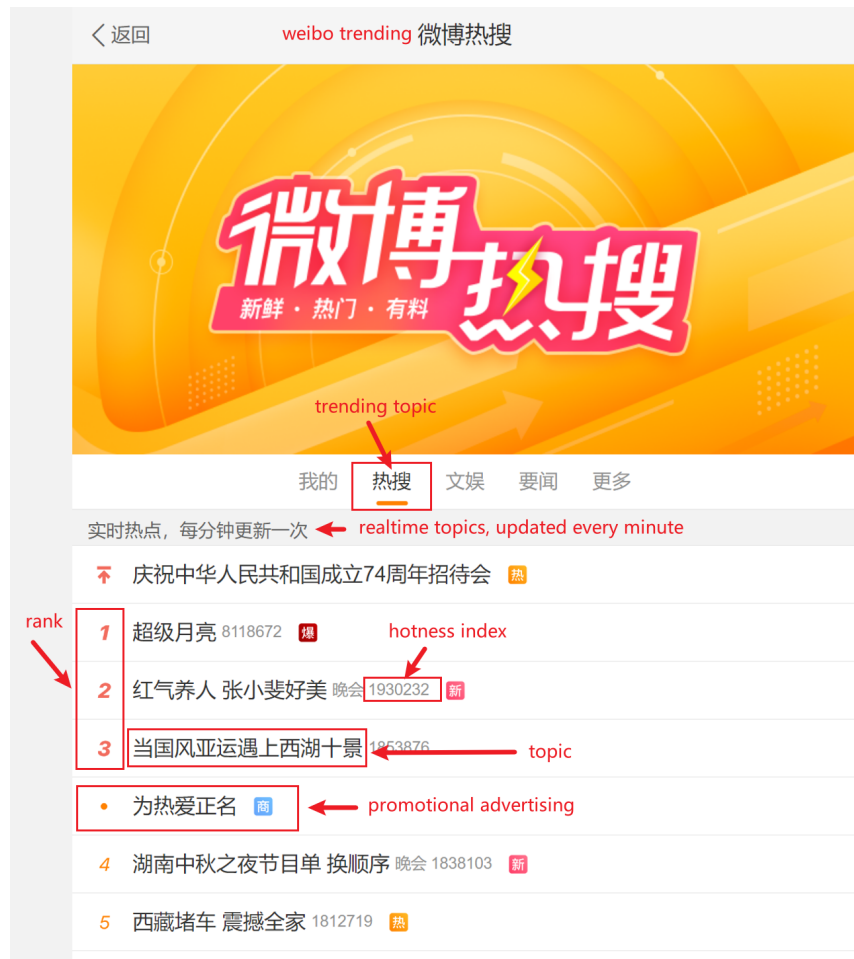 返回 weibo trending 微博热搜
微博热搜
新鲜 · 热门 · 有料
trending topic
我的 热搜 文娱 要闻 更多
实时热点，每分钟更新一次 realtime topics, updated every minute
庆祝中华人民共和国成立74周年招待会 热
rank
1 超级月亮 8118672 爆 hotness index
2 红气养人 张小斐好美 晚会 1930232 新
3 当国风亚运遇上西湖十景 1853876 topic
为热爱正名 商 promotional advertising
4 湖南中秋之夜节目单 换顺序 晚会 1838103 新
5 西藏堵车 震撼全家 1812719 热